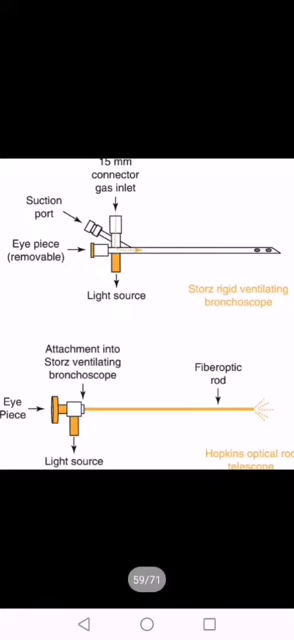 15 mm
connector
gas inlet
Suction
port
Eye piece
(removable)
Light source
Storz rigid ventilating
bronchoscope
Attachment into
Storz ventilating
bronchoscope
Fiberoptic
rod
Eye
Piece
Light source
Hopkins optical rod
telescope
59/71